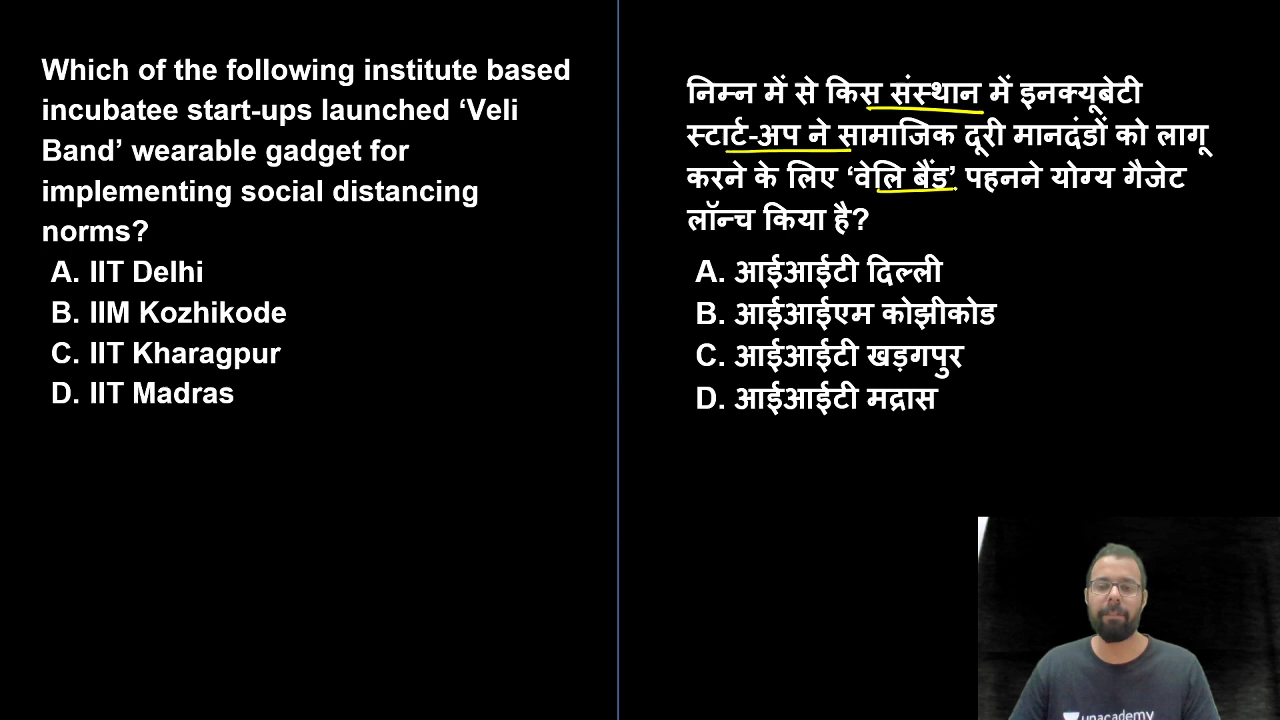 Which of the following institute based
incubatee start-ups launched ‘Veli
Band’ wearable gadget for
implementing social distancing
norms?
A. IIT Delhi
B. IIM Kozhikode
C. IIT Kharagpur
D. IIT Madras
निम्न में से किस संस्थान में इनक्यूबेटी
स्टार्ट-अप ने सामाजिक दूरी मानदंडों को लागू
करने के लिए ‘वेलि बैंड’ पहनने योग्य गैजेट
लॉन्च किया है?
A. आईआईटी दिल्ली
B. आईआईएम कोझीकोड
C. आईआईटी खड़गपुर
D. आईआईटी मद्रास
unacademy